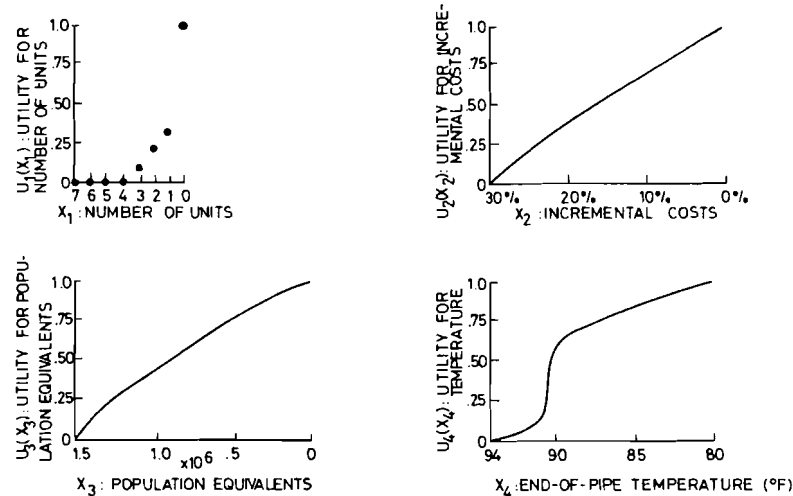 U1(X1): UTILITY FOR
NUMBER OF UNITS
1.0
.75
.50
.25
0
7 6 5 4 3 2 1 0
X1: NUMBER OF UNITS
U2(X2): UTILITY FOR INCRE-
MENTAL COSTS
1.0
.75
.50
.25
0
30% 20% 10% 0%
X2: INCREMENTAL COSTS
U3(X3): UTILITY FOR POPU-
LATION EQUIVALENTS
1.0
.75
.50
.25
0
1.5 1.0 .5 0
x10^6
X3: POPULATION EQUIVALENTS
U4(X4): UTILITY FOR
TEMPERATURE
1.0
.75
.50
.25
0
94 90 85 80
X4: END-OF-PIPE TEMPERATURE (°F)